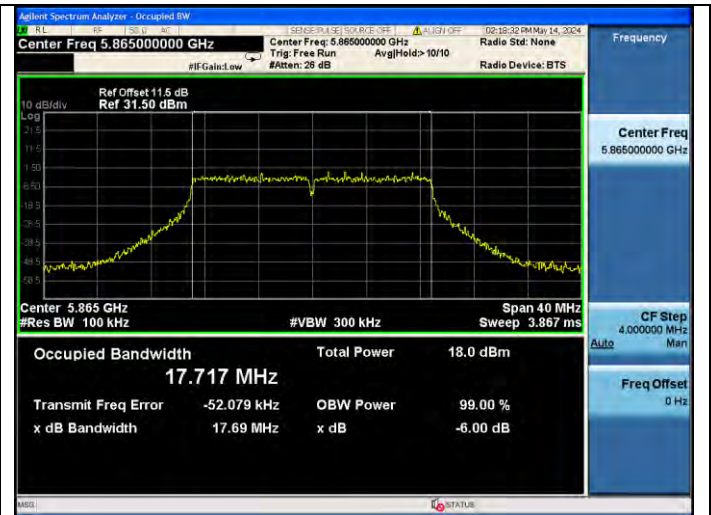 Agilent Spectrum Analyzer - Occupied BW
RL RF 50 Ω AC SENSE:PULSE SOURCE OFF ALIGN OFF 02:18:32 PM May 14, 2024
Center Freq 5.865000000 GHz
Center Freq: 5.865000000 GHz
Radio Std: None
Trig: Free Run Avg|Hold:> 10/10
#IFGain:Low #Atten: 26 dB Radio Device: BTS
Ref Offset 11.5 dB
10 dB/div Ref 31.50 dBm
Log
21.5
11.5
1.50
-8.50
-18.5
-28.5
-38.5
-48.5
-58.5
Center 5.865 GHz Span 40 MHz
#Res BW 100 kHz #VBW 300 kHz Sweep 3.867 ms
Occupied Bandwidth Total Power 18.0 dBm
17.717 MHz
Transmit Freq Error -52.079 kHz OBW Power 99.00 %
x dB Bandwidth 17.69 MHz x dB -6.00 dB
MSG STATUS
Frequency
Center Freq
5.865000000 GHz
CF Step
4.000000 MHz
Auto Man
Freq Offset
0 Hz